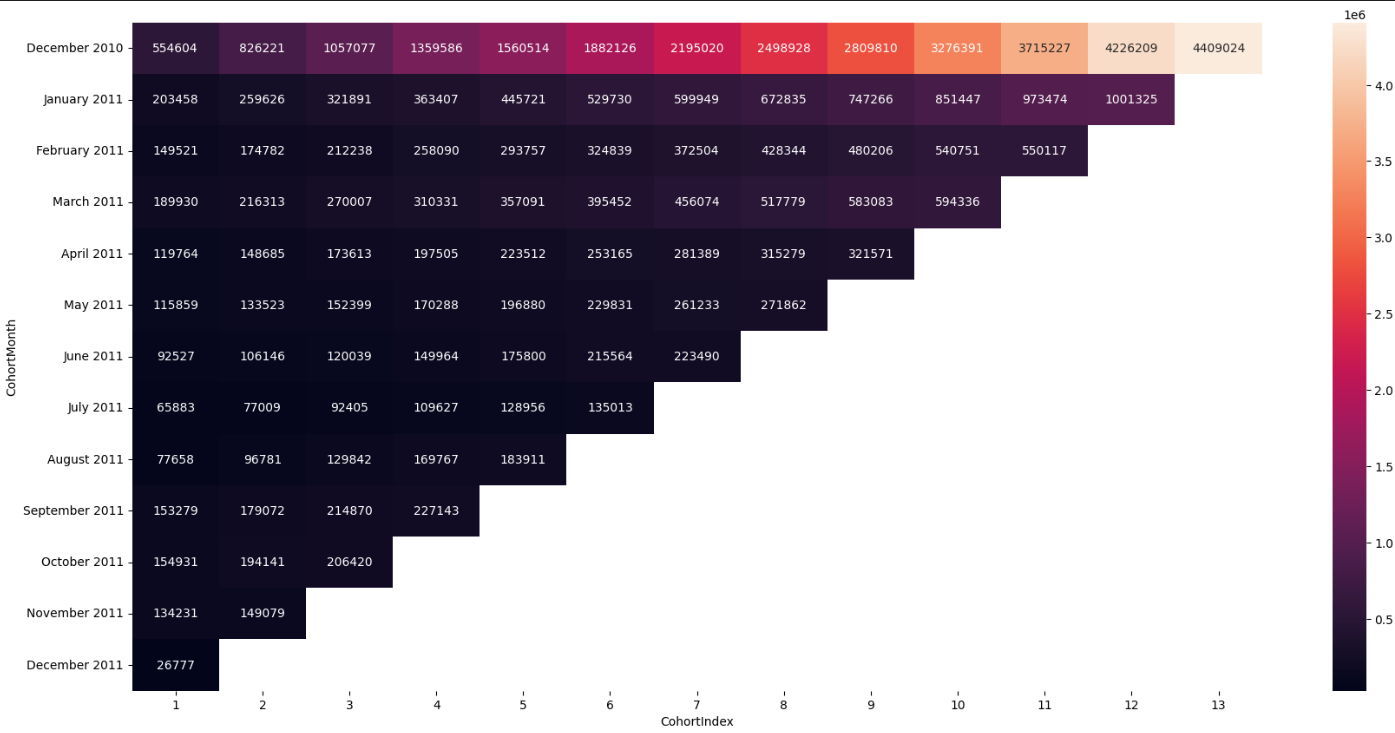 1e6
December 2010 554604 826221 1057077 1359586 1560514 1882126 2195020 2498928 2809810 3276391 3715227 4226209 4409024
4.0
January 2011 203458 259626 321891 363407 445721 529730 599949 672835 747266 851447 973474 1001325
February 2011 149521 174782 212238 258090 293757 324839 372504 428344 480206 540751 550117
3.5
March 2011 189930 216313 270007 310331 357091 395452 456074 517779 583083 594336
3.0
April 2011 119764 148685 173613 197505 223512 253165 281389 315279 321571
May 2011 115859 133523 152399 170288 196880 229831 261233 271862
2.5
CohortMonth
June 2011 92527 106146 120039 149964 175800 215564 223490
2.0
July 2011 65883 77009 92405 109627 128956 135013
August 2011 77658 96781 129842 169767 183911
1.5
September 2011 153279 179072 214870 227143
1.0
October 2011 154931 194141 206420
November 2011 134231 149079
0.5
December 2011 26777
1 2 3 4 5 6 7 8 9 10 11 12 13
CohortIndex